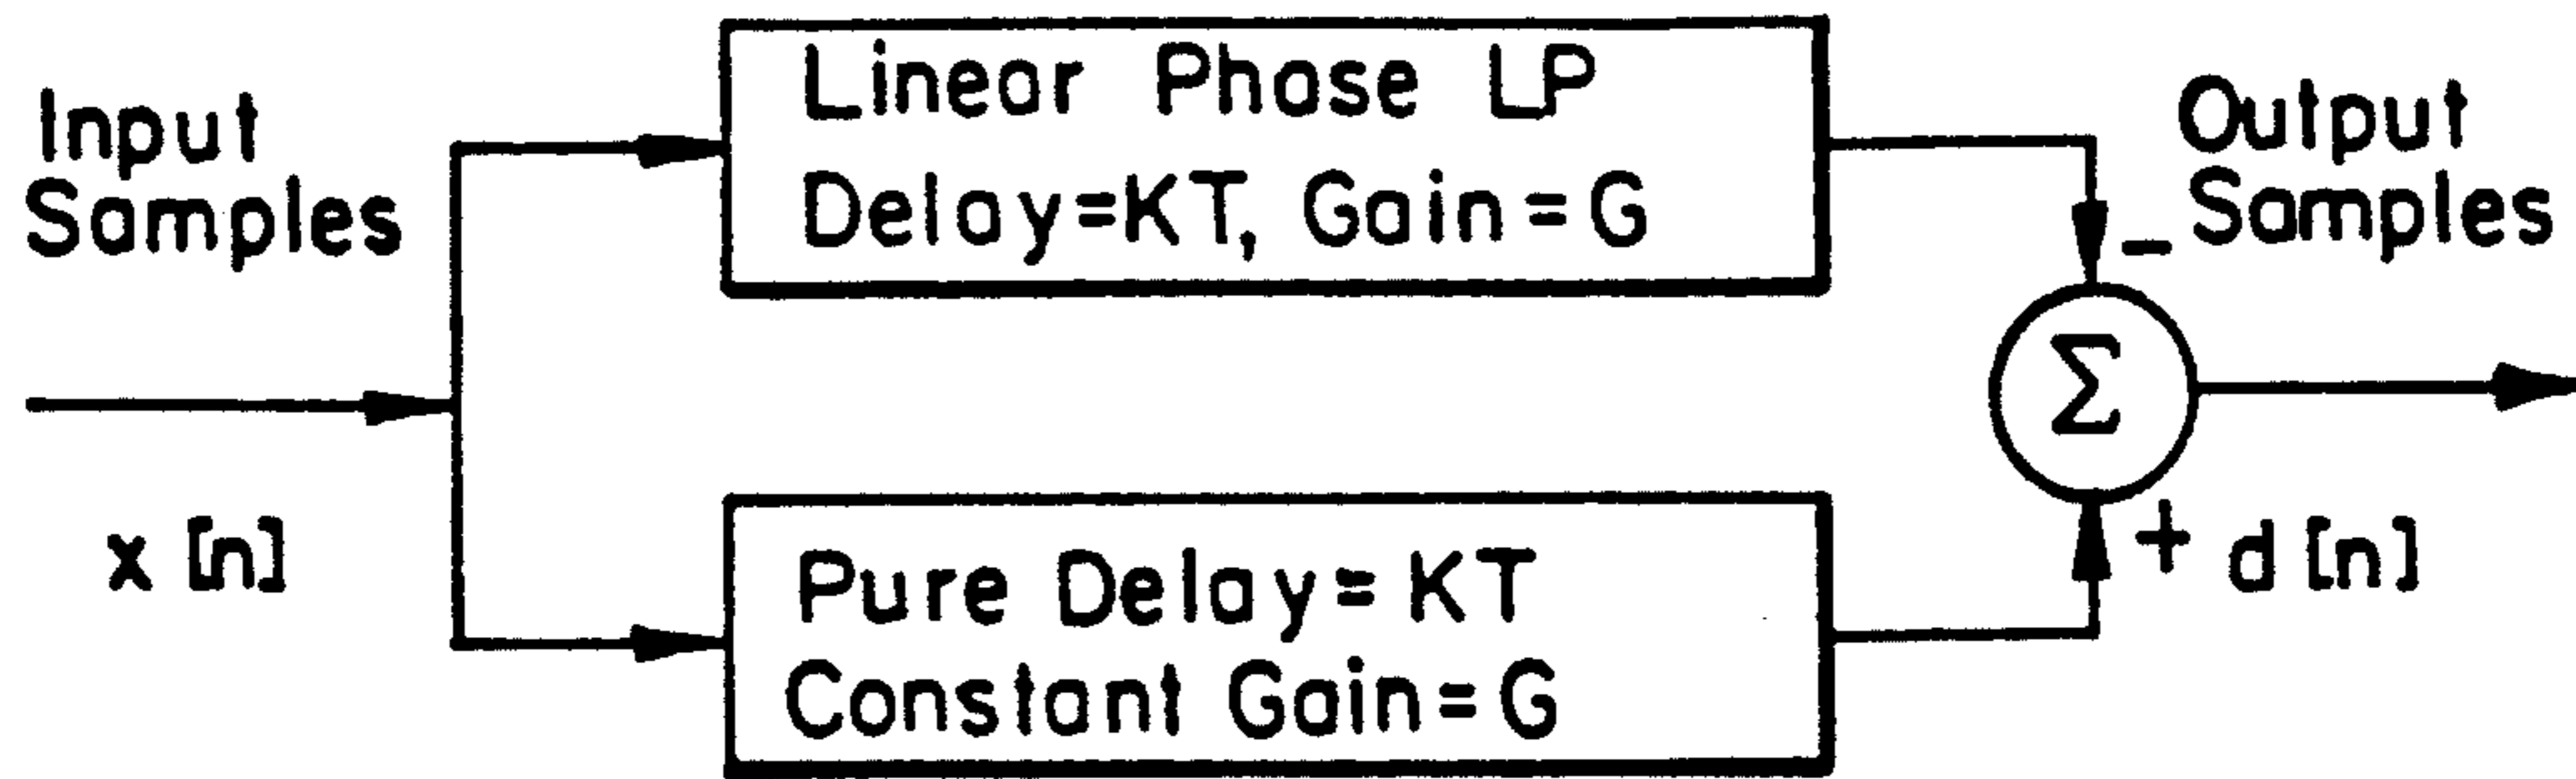 Input
Samples
x [n]
Linear Phase LP
Delay=KT, Gain=G
Pure Delay= KT
Constant Gain=G
Output
Samples
-
Σ
+ d [n]